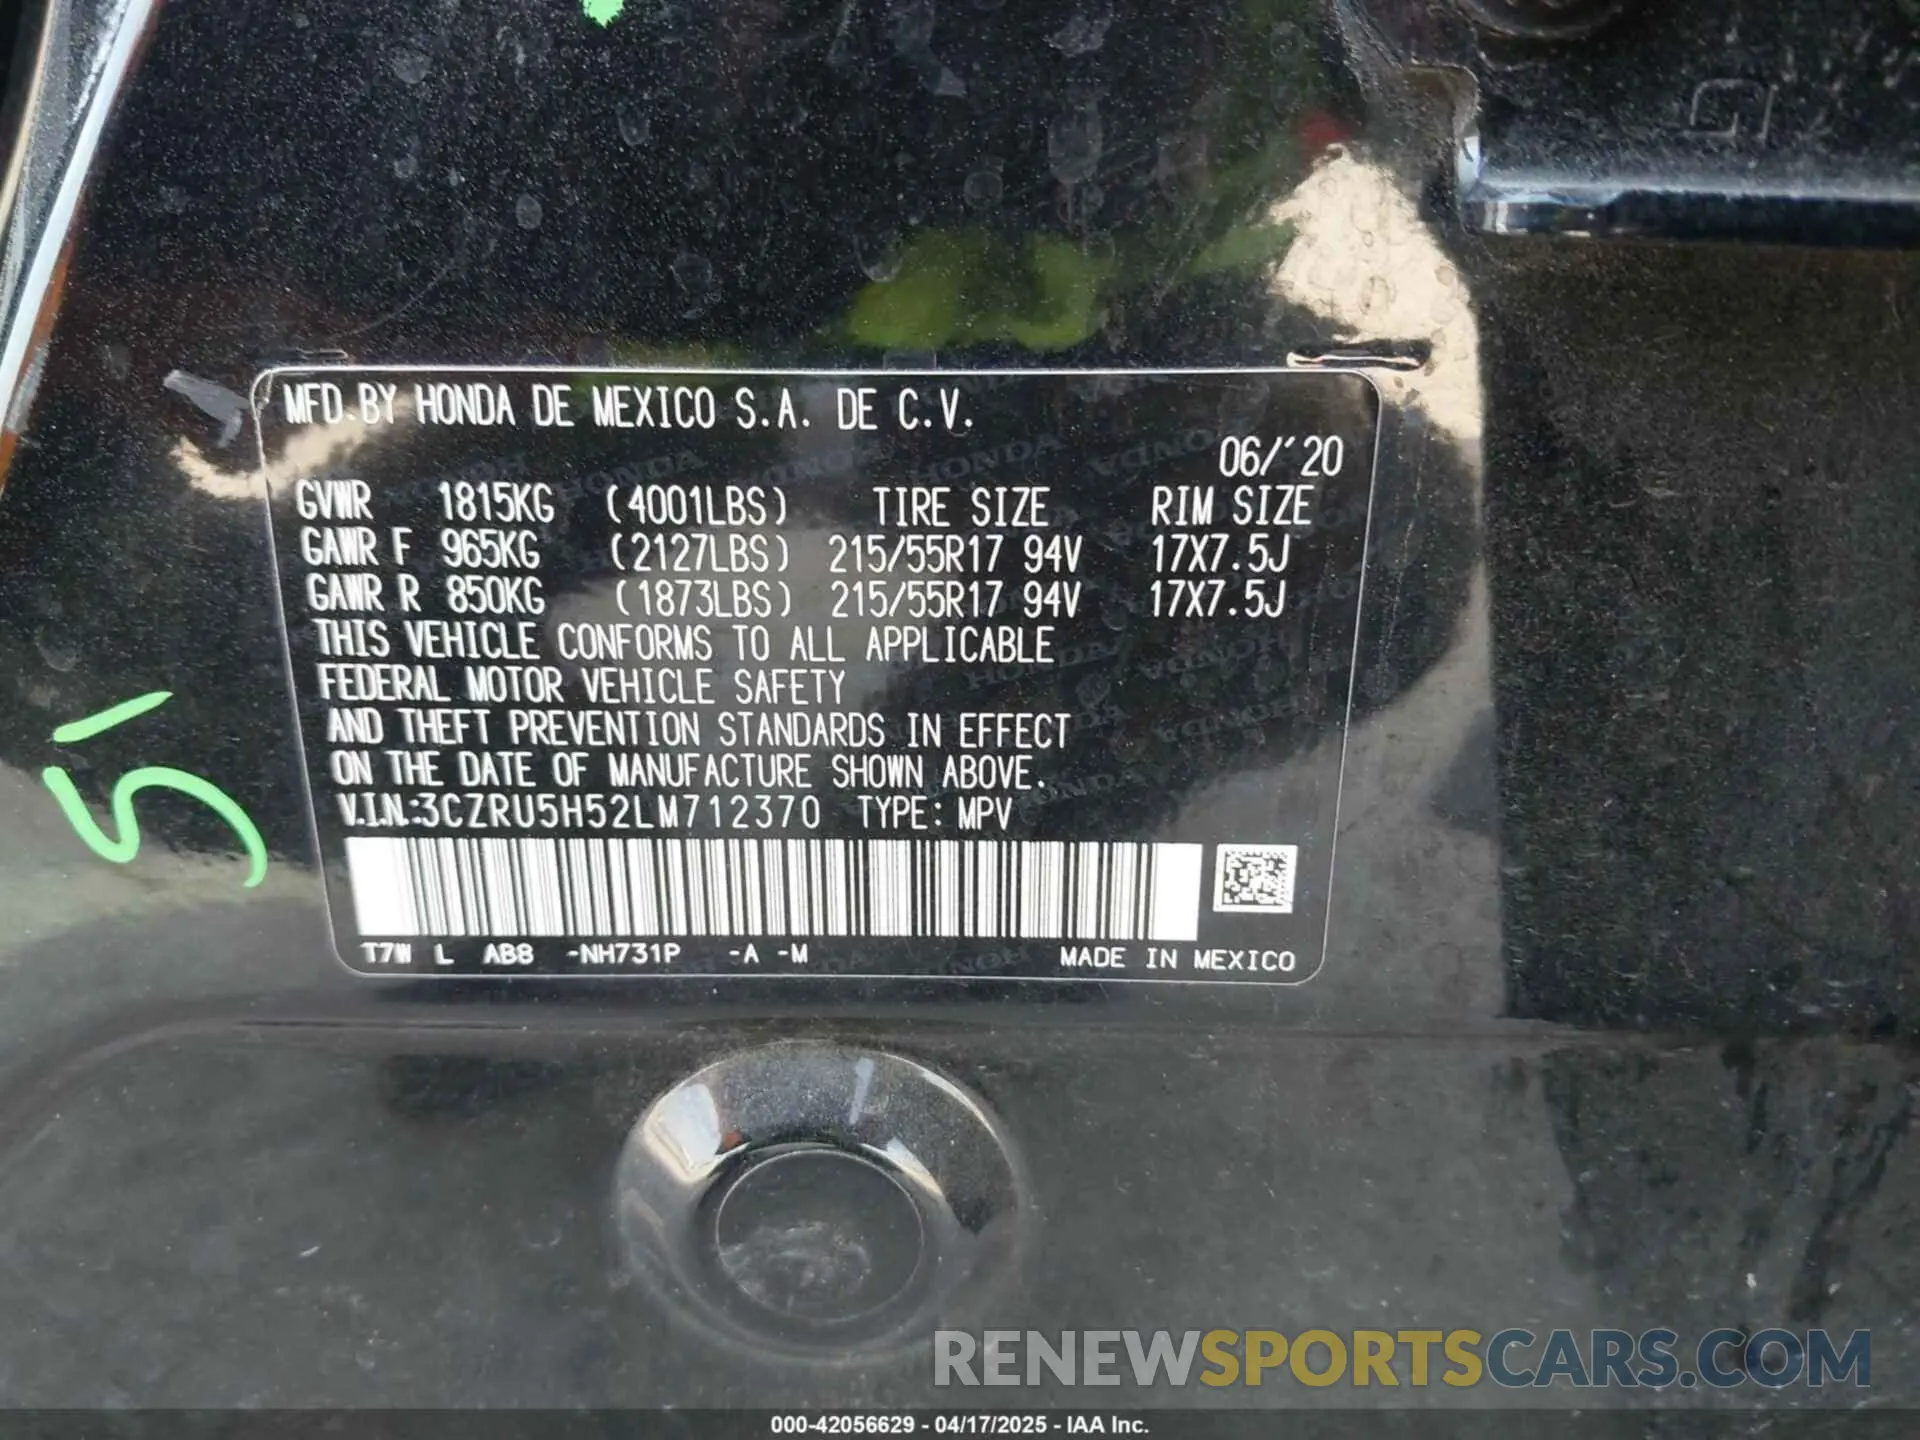 MFD.BY HONDA DE MEXICO S.A. DE C.V.
06/'20
GVWR 1815KG (4001LBS) TIRE SIZE RIM SIZE
GAWR F 965KG (2127LBS) 215/55R17 94V 17X7.5J
GAWR R 850KG (1873LBS) 215/55R17 94V 17X7.5J
THIS VEHICLE CONFORMS TO ALL APPLICABLE
FEDERAL MOTOR VEHICLE SAFETY
AND THEFT PREVENTION STANDARDS IN EFFECT
ON THE DATE OF MANUFACTURE SHOWN ABOVE.
V.I.N.:3CZRU5H52LM712370 TYPE: MPV
T7W L AB8 -NH731P -A -M MADE IN MEXICO
RENEWSPORTSCARS.COM
000-42056629 - 04/17/2025 - IAA Inc.